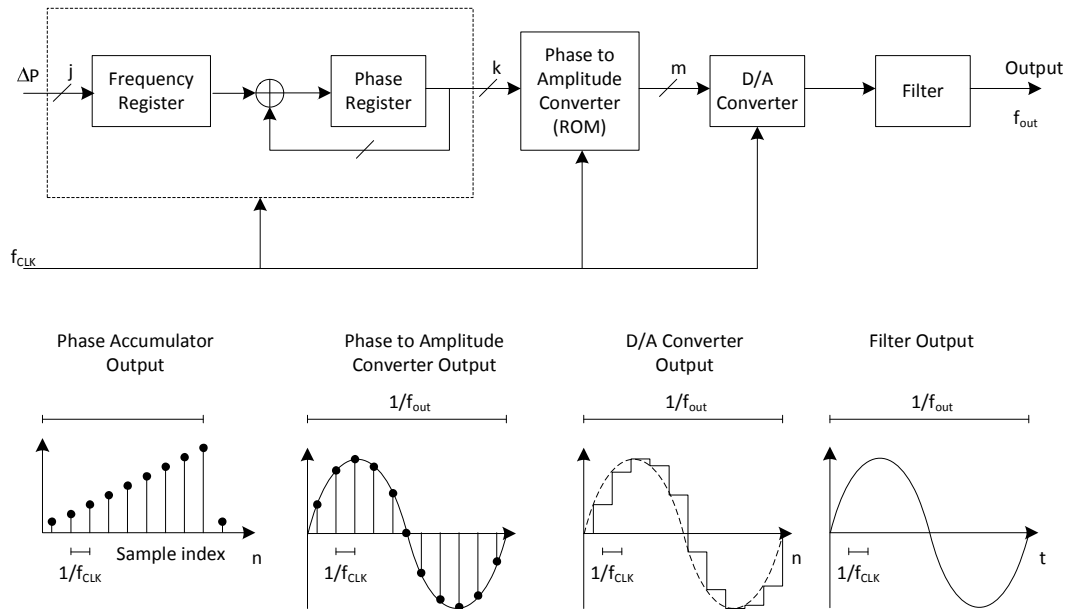 ΔP
j
Frequency
Register
Phase
Register
k
Phase to
Amplitude
Converter
(ROM)
m
D/A
Converter
Filter
Output
fout
fCLK
Phase Accumulator
Output
Phase to Amplitude
Converter Output
D/A Converter
Output
Filter Output
1/fout
1/fout
1/fout
Sample index
n
1/fCLK
1/fCLK
n
1/fCLK
t
1/fCLK